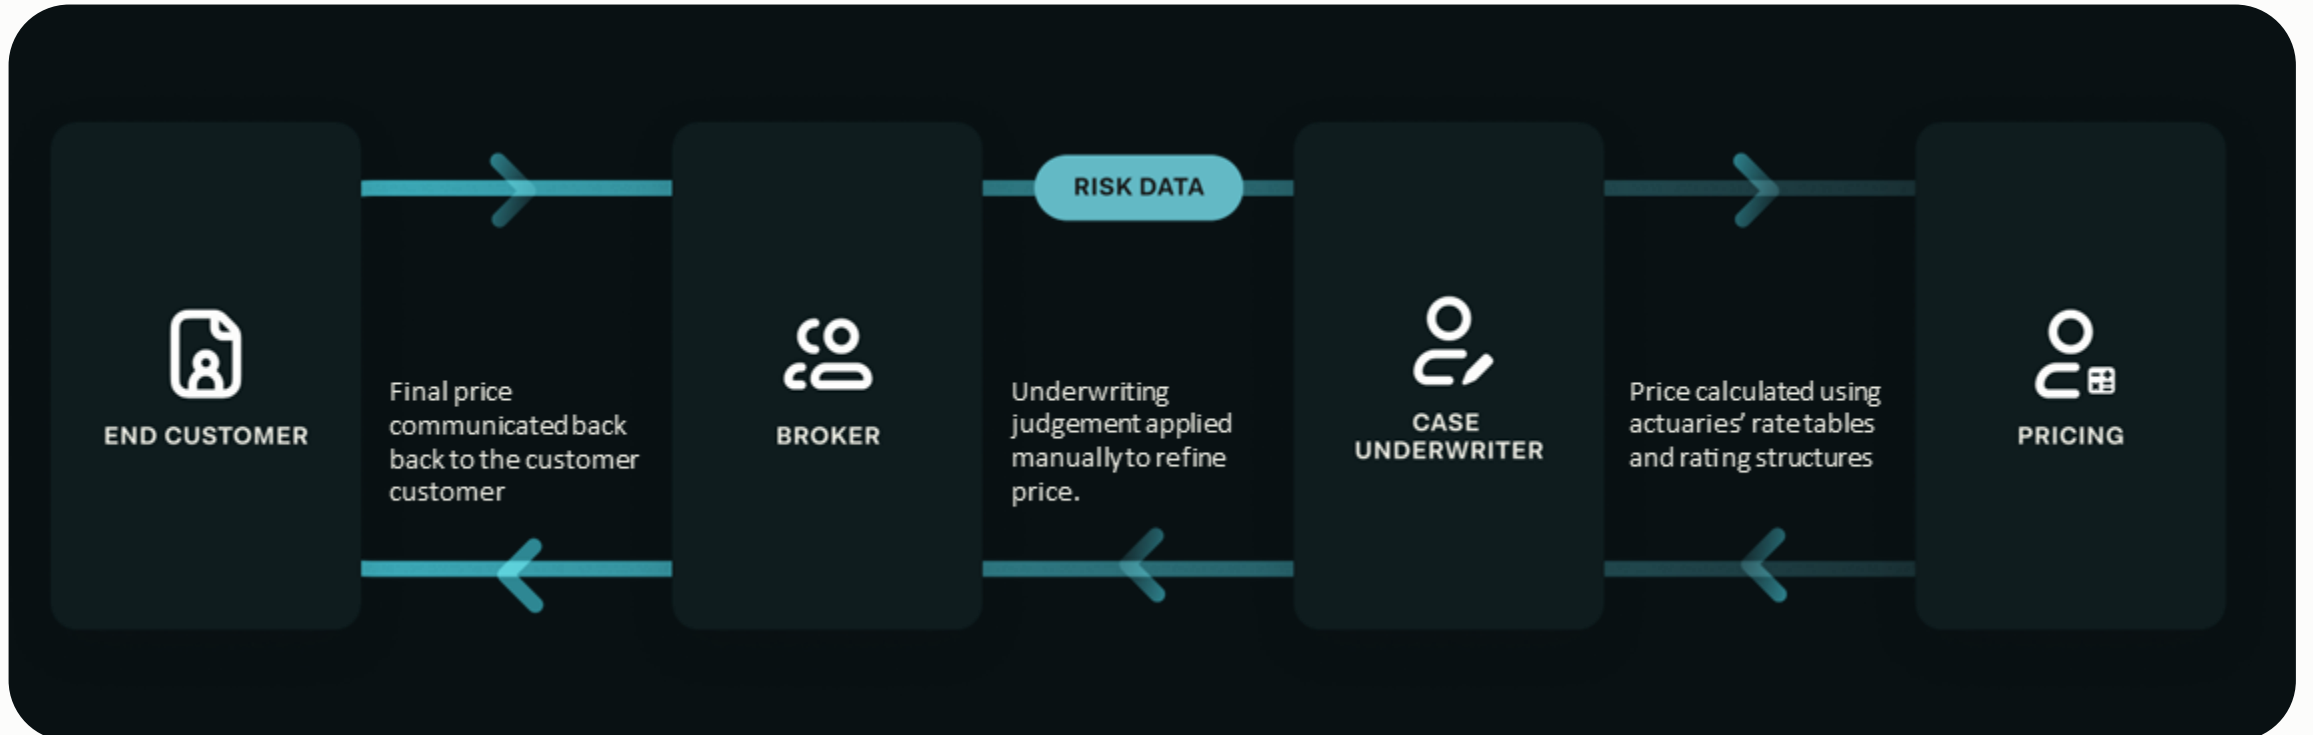 RISK DATA
END CUSTOMER
Final price
communicated back
back to the customer
customer
BROKER
Underwriting
judgement applied
manually to refine
price.
CASE
UNDERWRITER
Price calculated using
actuaries’ rate tables
and rating structures
PRICING